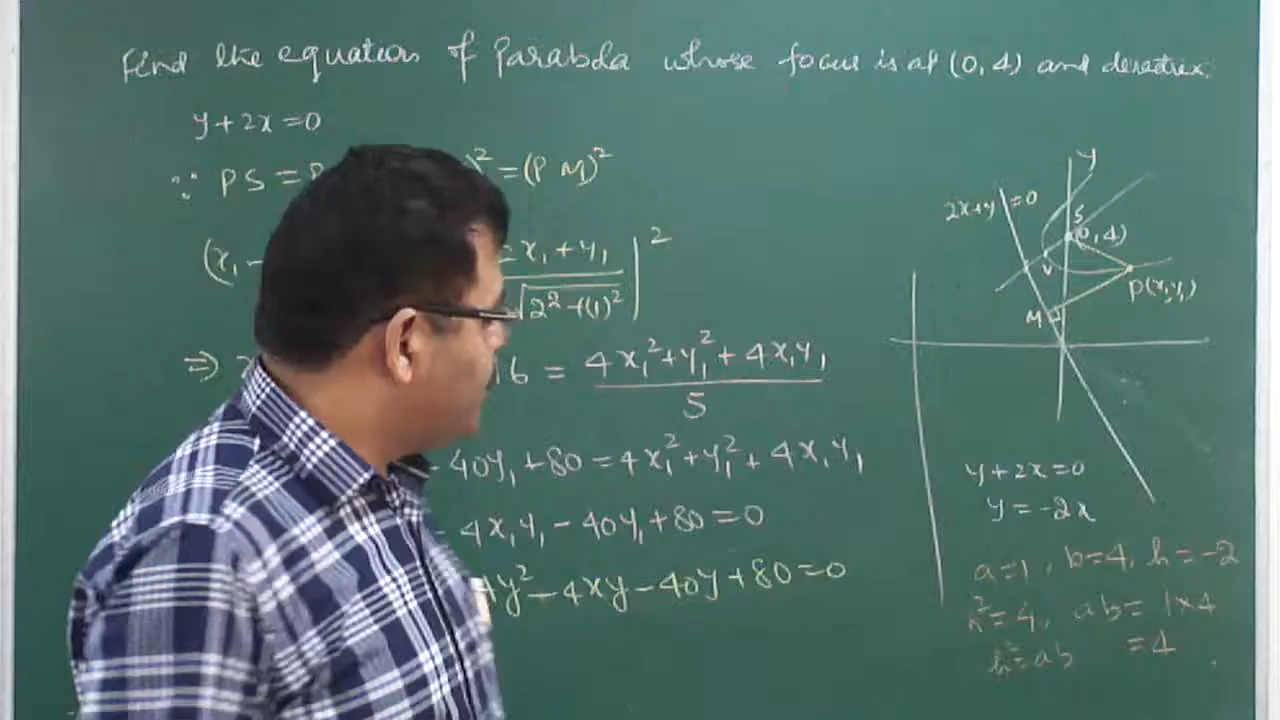 Find the equation of Parabola whose focus is at (0, 4) and derectrix
y + 2x = 0
∵ PS = P )² = (P M)²
(x₁ - 2x₁ + y₁ |²
√2² + (1)²
⇒ 16 = 4x₁² + y₁² + 4x₁y₁
5
- 40y₁ + 80 = 4x₁² + y₁² + 4x₁y₁
- 4x₁y₁ - 40y₁ + 80 = 0
4y² - 4xy - 40y + 80 = 0
y
2x+y =0
S
(0, 4)
V
P(x₁,y₁)
M
y + 2x = 0
y = -2x
a=1, b=4, h=-2
h²=4, ab = 1×4
h²=ab =4